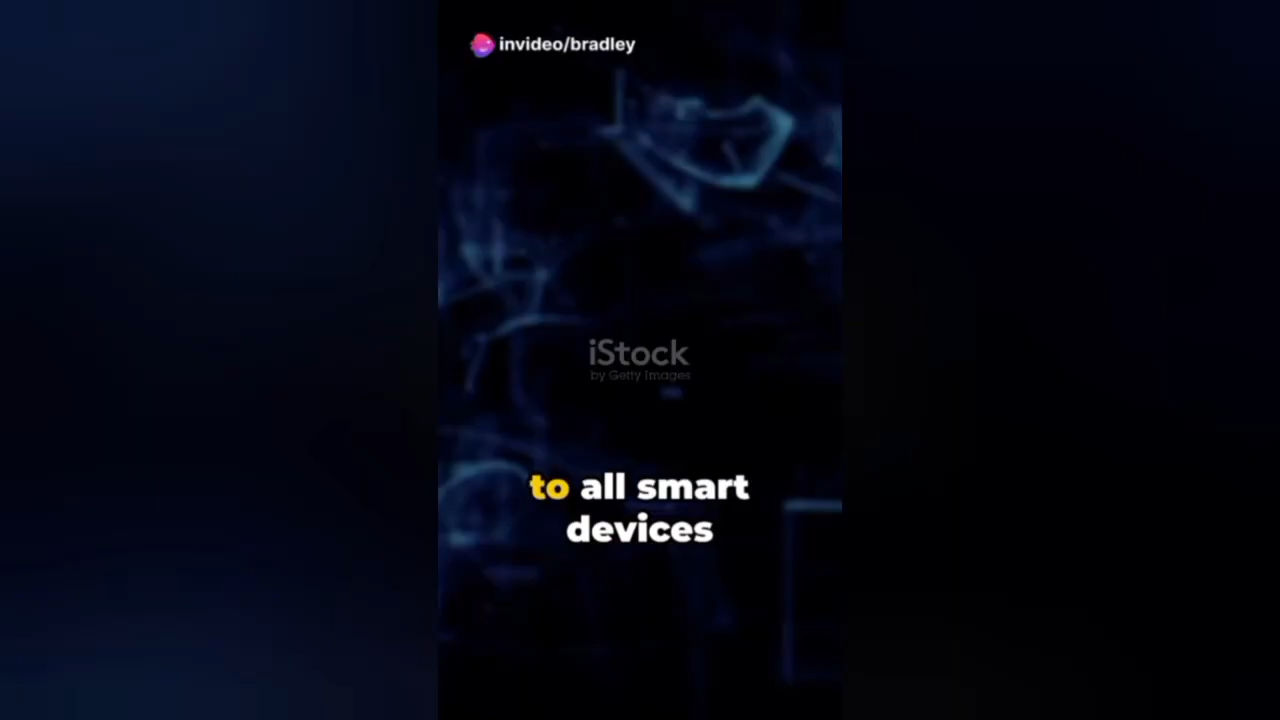 invideo/bradley
iStock
by Getty Images
to all smart
devices